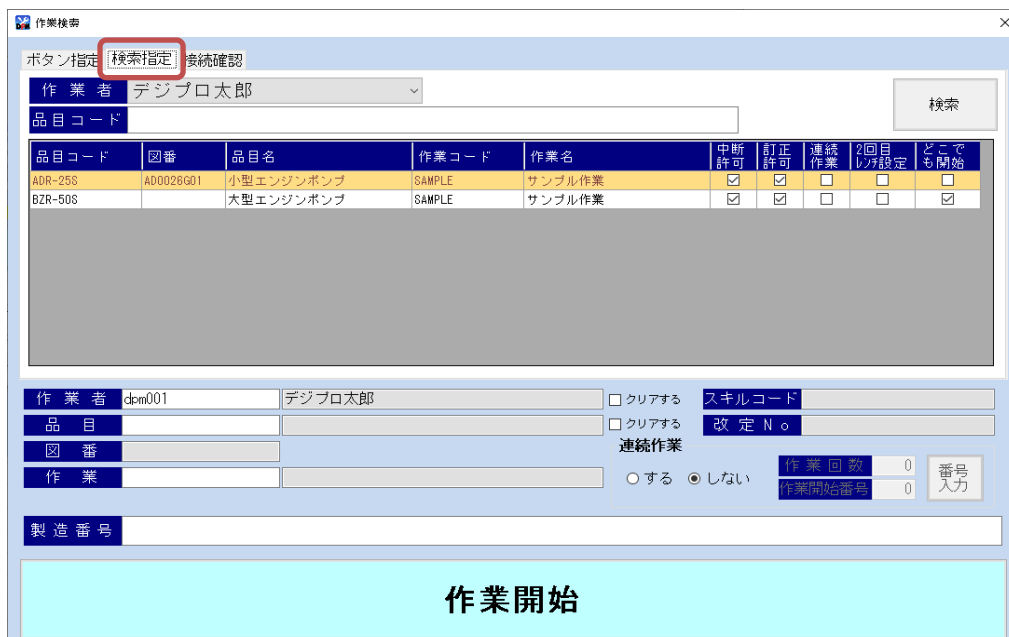 作業検索
ボタン指定 検索指定 接続確認
作業者 デジプロ太郎
検索
品目コード
品目コード 図番 品目名 作業コード 作業名 中断許可 訂正許可 連続作業 2回目ﾚﾝﾁ設定 どこでも開始
ADR-25S AD0026G01 小型エンジンポンプ SAMPLE サンプル作業
BZR-50S 大型エンジンポンプ SAMPLE サンプル作業
作業者 dpm001 デジプロ太郎 クリアする スキルコード
品目 クリアする 改定No
図番 連続作業
作業 する しない 作業回数 0 番号入力
作業開始番号 0
製造番号
作業開始